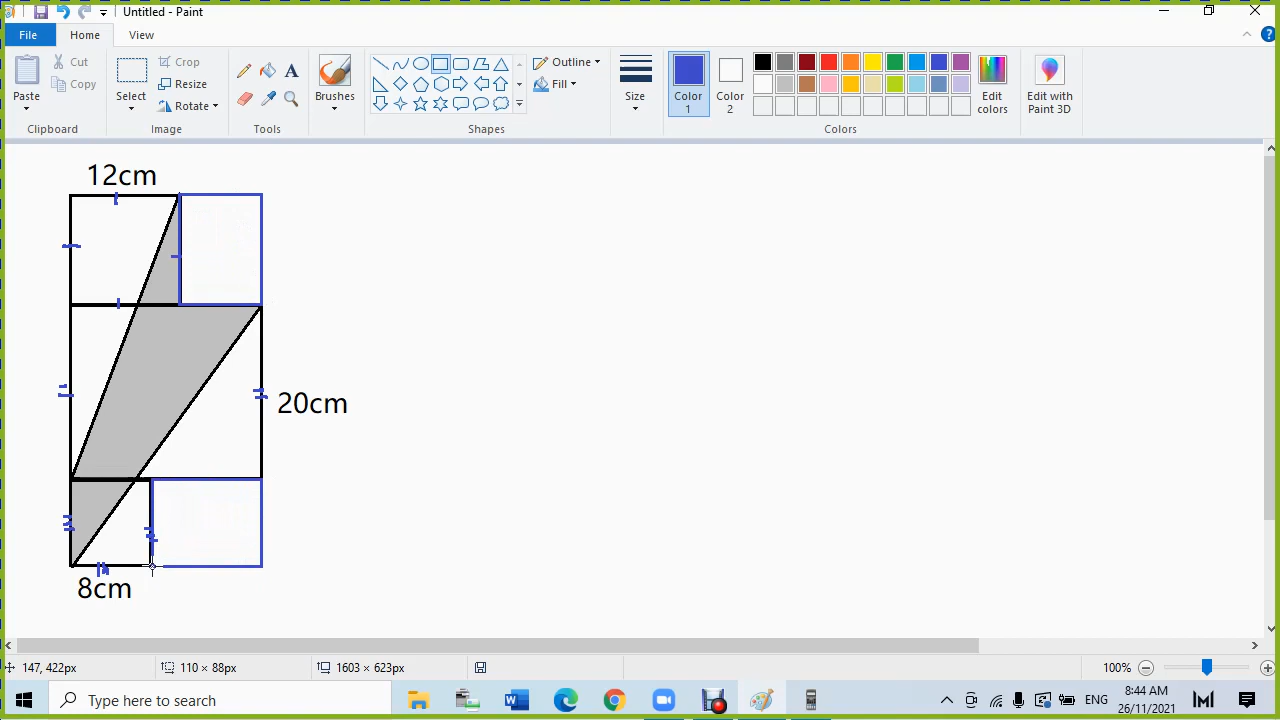 Untitled - Paint
File Home View
Paste
Cut
Copy
Clipboard
Select
Crop
Resize
Rotate
Image
A
Tools
Brushes
Outline
Fill
Shapes
Size
Color 1
Color 2
Edit colors
Colors
Edit with Paint 3D
12cm
20cm
8cm
147, 422px
110 × 88px
1603 × 623px
100%
Type here to search
ENG
8:44 AM
26/11/2021